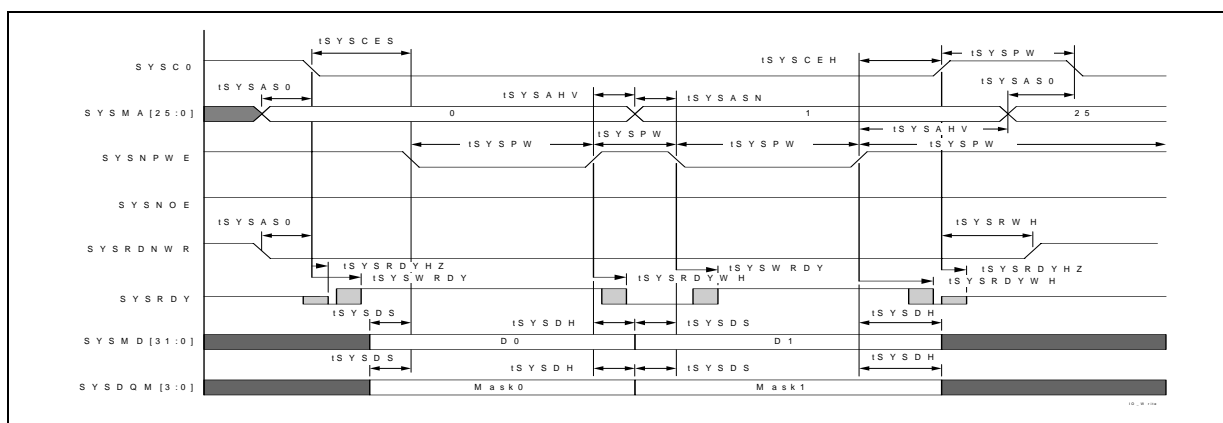 tSYSCES
tSYSPW
SYSC0
tSYSCEH
tSYSAS0
tSYSAHV
tSYSASN
tSYSAS0
SYSMA[25:0]
0
1
25
tSYSPW
tSYSAHV
tSYSPW
tSYSPW
tSYSPW
SYSNPWE
SYSNOE
tSYSAS0
tSYSRWH
SYSRDNWR
tSYSRDYHZ
tSYSWRDY
tSYSRDYWH
tSYSWRDY
tSYSRDYHZ
tSYSRDYWH
SYSRDY
tSYSDS
tSYSDH
tSYSDS
tSYSDH
SYSMD[31:0]
D0
D1
tSYSDS
tSYSDH
tSYSDS
tSYSDH
SYSDQM[3:0]
Mask0
Mask1